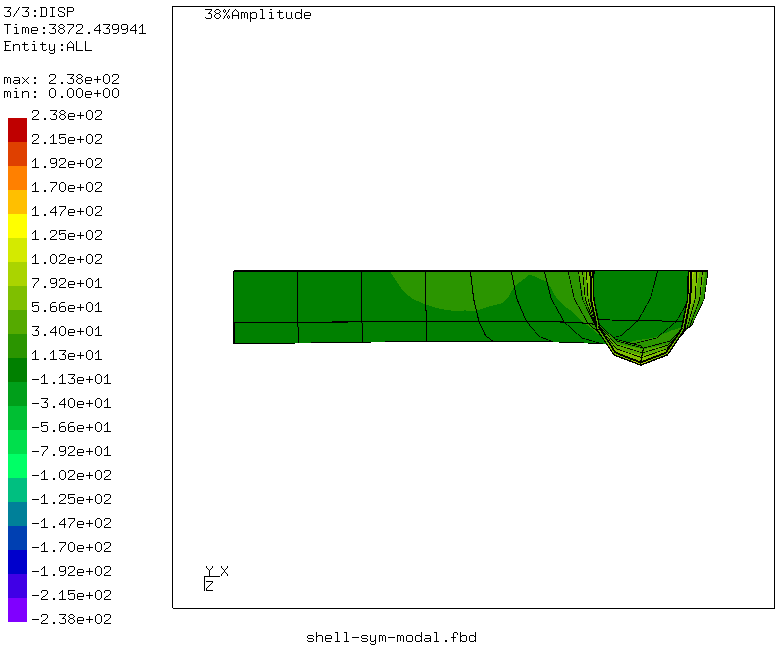 3/3:DISP
Time:3872.439941
Entity:ALL
max: 2.38e+02
min: 0.00e+00
2.38e+02
2.15e+02
1.92e+02
1.70e+02
1.47e+02
1.25e+02
1.02e+02
7.92e+01
5.66e+01
3.40e+01
1.13e+01
-1.13e+01
-3.40e+01
-5.66e+01
-7.92e+01
-1.02e+02
-1.25e+02
-1.47e+02
-1.70e+02
-1.92e+02
-2.15e+02
-2.38e+02
38%Amplitude
Y X
Z
shell-sym-modal.fbd